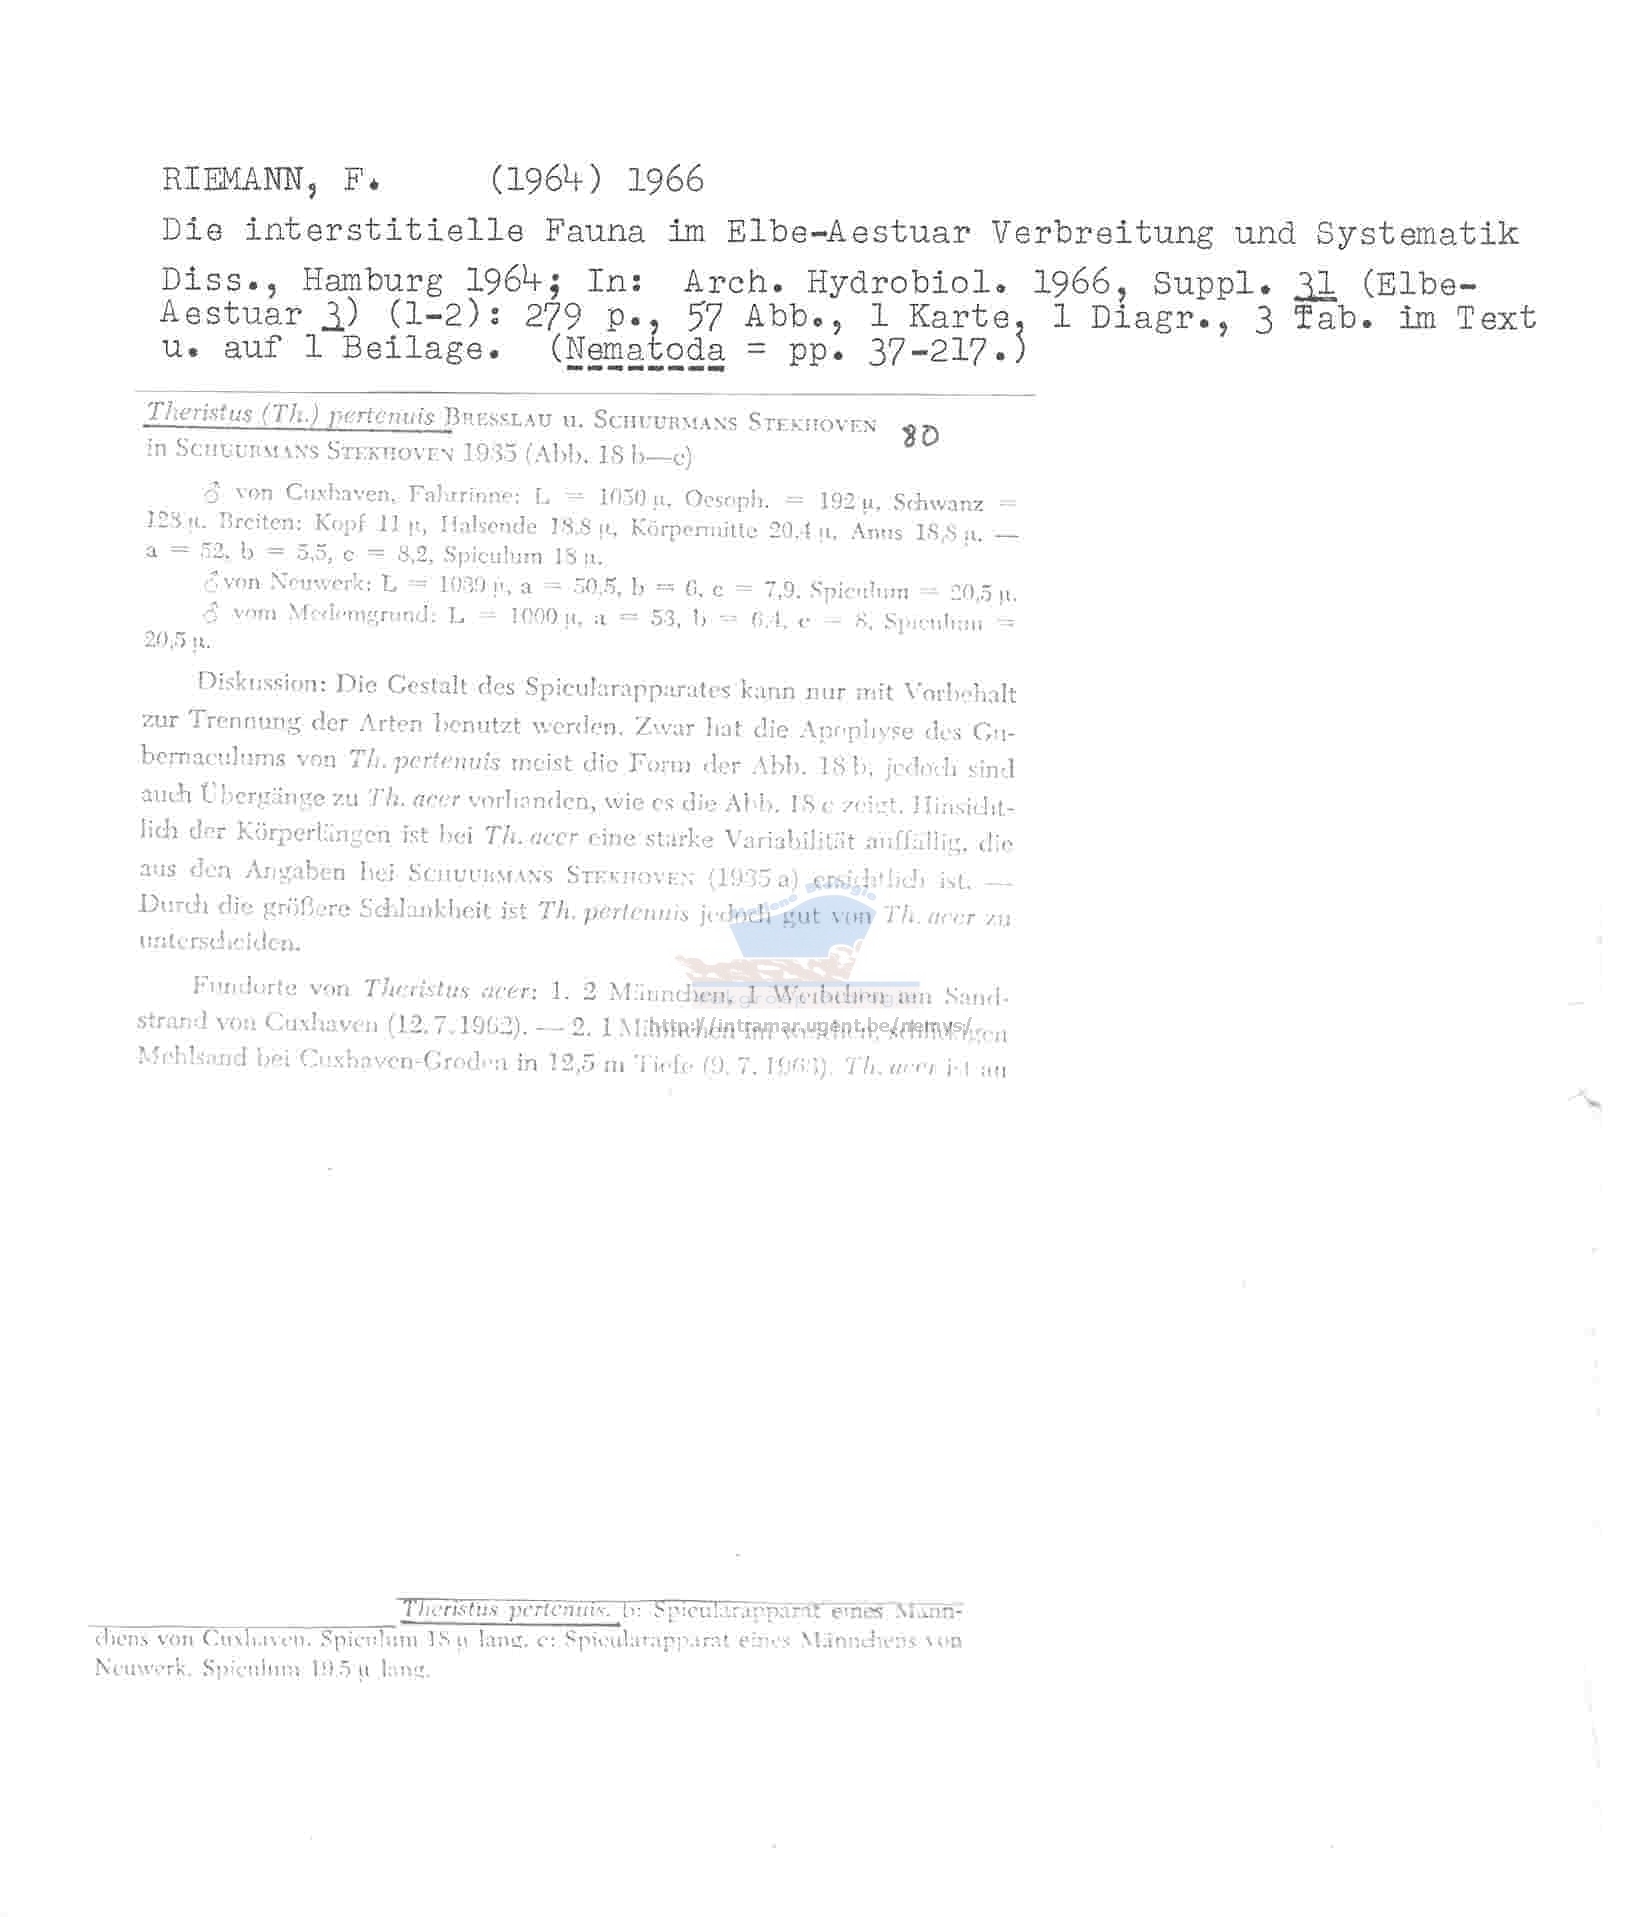 RIEMANN, F. (1964) 1966
Die interstitielle Fauna im Elbe-Aestuar Verbreitung und Systematik
Diss., Hamburg 1964; In: Arch. Hydrobiol. 1966, Suppl. 31 (Elbe-
Aestuar 3) (1-2): 279 p., 57 Abb., 1 Karte, 1 Diagr., 3 Tab. im Text
u. auf 1 Beilage. (Nematoda = pp. 37-217.)
Theristus (Th.) pertenuis BRESSLAU u. SCHUURMANS STEKHOVEN 80
in SCHUURMANS STEKHOVEN 1935 (Abb. 18 b—c)
♂ von Cuxhaven, Fahrrinne: L = 1050 µ, Oesoph. = 192 µ, Schwanz =
128 µ. Breiten: Kopf 11 µ, Halsende 18,8 µ, Körpermitte 20,4 µ, Anus 18,8 µ. —
a = 52, b = 5,5, c = 8,2, Spiculum 18 µ.
♂ von Neuwerk: L = 1039 µ, a = 50,5, b = 6, c = 7,9, Spiculum = 20,5 µ.
♂ vom Medemgrund: L = 1000 µ, a = 53, b = 6,4, c = 8, Spiculum =
20,5 µ.
Diskussion: Die Gestalt des Spicularapparates kann nur mit Vorbehalt
zur Trennung der Arten benutzt werden. Zwar hat die Apophyse des Gu-
bernaculums von Th. pertenuis meist die Form der Abb. 18 b, jedoch sind
auch Übergänge zu Th. acer vorhanden, wie es die Abb. 18 c zeigt. Hinsicht-
lich der Körperlängen ist bei Th. acer eine starke Variabilität auffällig, die
aus den Angaben bei SCHUURMANS STEKHOVEN (1935 a) ersichtlich ist. —
Durch die größere Schlankheit ist Th. pertenuis jedoch gut von Th. acer zu
unterscheiden.
Fundorte von Theristus acer: 1. 2 Männchen, 1 Weibchen am Sand-
strand von Cuxhaven (12. 7. 1962). — 2. 1 Männchen im weichen, schlickigen
http://intramar.ugent.be/nemys/
Mehlsand bei Cuxhaven-Groden in 12,5 m Tiefe (9. 7. 1963). Th. acer ist an
Theristus pertenuis. b: Spicularapparat eines Männ-
chens von Cuxhaven. Spiculum 18 µ lang. c: Spicularapparat eines Männchens von
Neuwerk. Spiculum 19,5 µ lang.